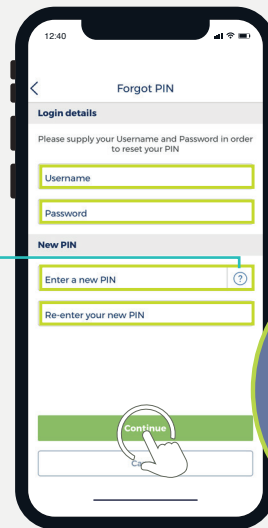 12:40
Forgot PIN
Login details
Please supply your Username and Password in order
to reset your PIN
Username
Password
New PIN
Enter a new PIN
?
Re-enter your new PIN
Continue